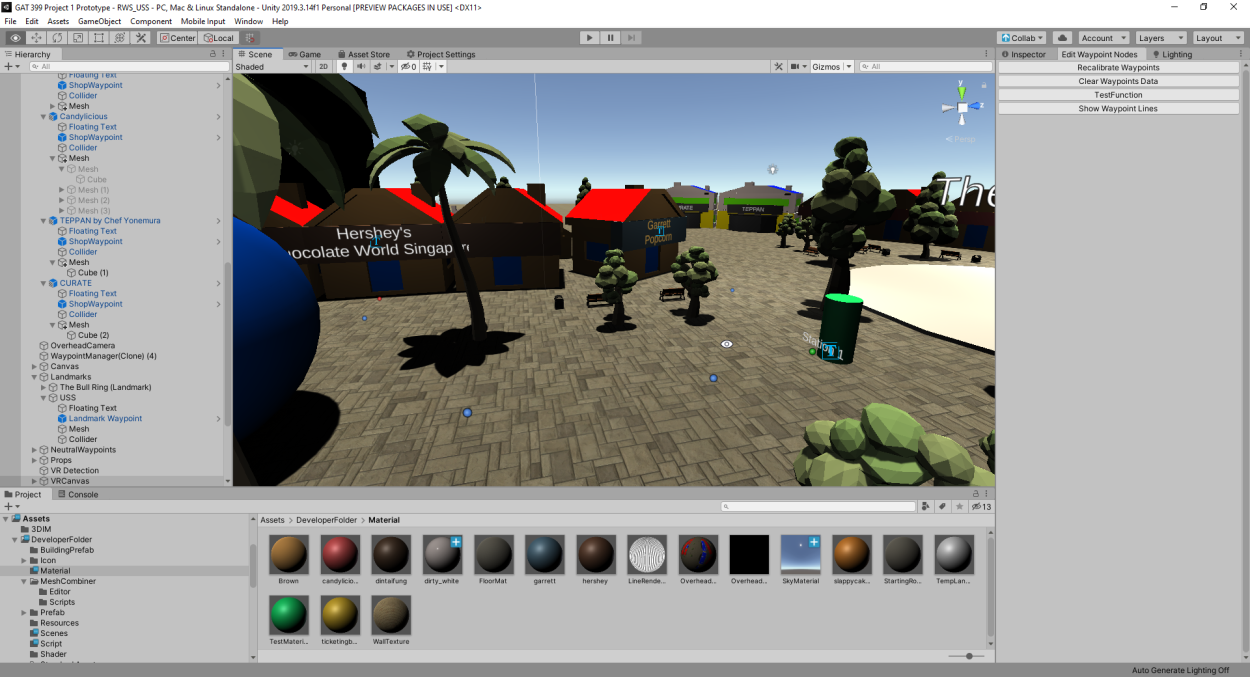 GAT 399 Project 1 Prototype - RWS_USS - PC, Mac & Linux Standalone - Unity 2019.3.14f1 Personal [PREVIEW PACKAGES IN USE] <DX11>
File Edit Assets GameObject Component Mobile Input Window Help
Center Local Collab Account Layers Layout
Hierarchy Scene Game Asset Store Project Settings Inspector Edit Waypoint Nodes Lighting
All
Shaded 2D 0 Gizmos All
Recalibrate Waypoints
Clear Waypoints Data
TestFunction
Show Waypoint Lines
Floating Text
ShopWaypoint
Collider
Mesh
Candylicious
Floating Text
ShopWaypoint
Collider
Mesh
Mesh
Cube
Mesh (1)
Mesh (2)
Mesh (3)
TEPPAN by Chef Yonemura
Floating Text
ShopWaypoint
Collider
Mesh
Cube (1)
CURATE
Floating Text
ShopWaypoint
Collider
Mesh
Cube (2)
OverheadCamera
WaypointManager(Clone) (4)
Canvas
Landmarks
The Bull Ring (Landmark)
USS
Floating Text
Landmark Waypoint
Mesh
Collider
NeutralWaypoints
Props
VR Detection
VRCanvas
y
z
Persp
The
RATE
TEPPAN
Garrett
Popcorn
Hershey's
ocolate World Singapor
Station 1
Project Console
13
Assets
3DIM
DeveloperFolder
BuildingPrefab
Icon
Material
MeshCombiner
Editor
Scripts
Prefab
Resources
Scenes
Script
Shader
Assets > DeveloperFolder > Material
Brown candylicio... dintaifung dirty_white FloorMat garrett hershey LineRende... Overhead... Overhead... SkyMaterial slappycak... StartingRo... TempLan...
TestMateri... ticketingb... WallTexture
Auto Generate Lighting Off